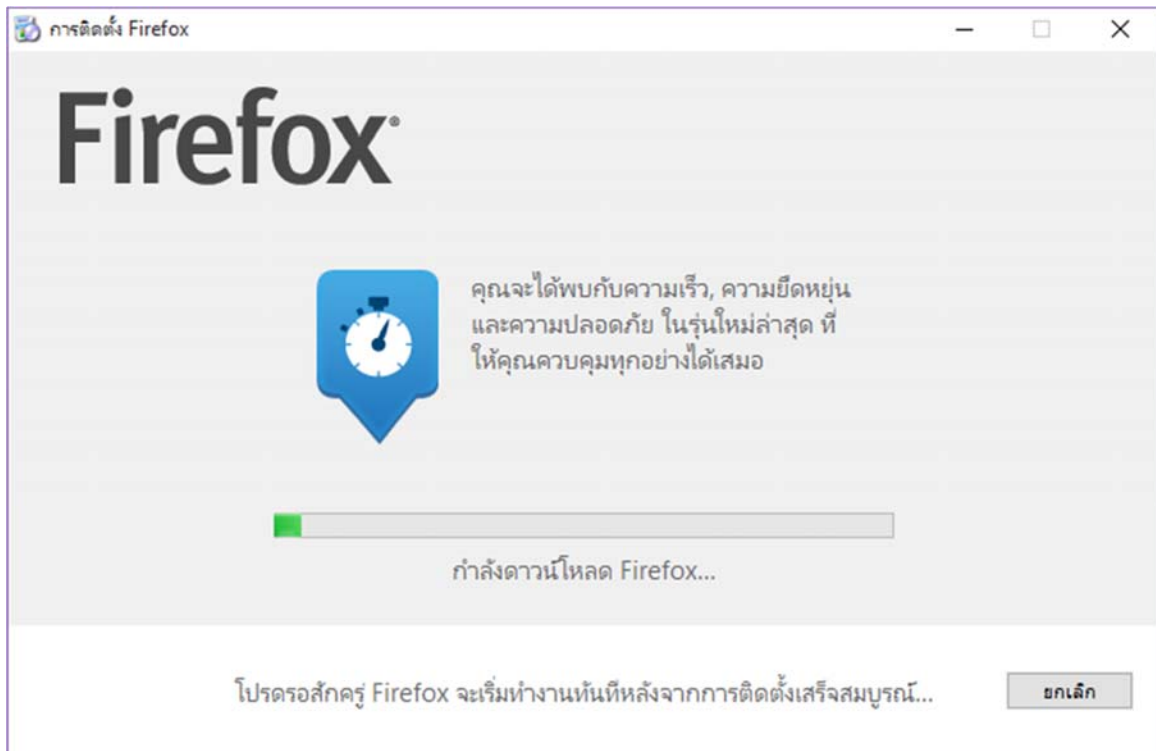 การติดตั้ง Firefox
Firefox®
คุณจะได้พบกับความเร็ว, ความยืดหยุ่น
และความปลอดภัย ในรุ่นใหม่ล่าสุด ที่
ให้คุณควบคุมทุกอย่างได้เสมอ
กำลังดาวน์โหลด Firefox...
โปรดรอสักครู่ Firefox จะเริ่มทำงานทันทีหลังจากการติดตั้งเสร็จสมบูรณ์...
ยกเลิก